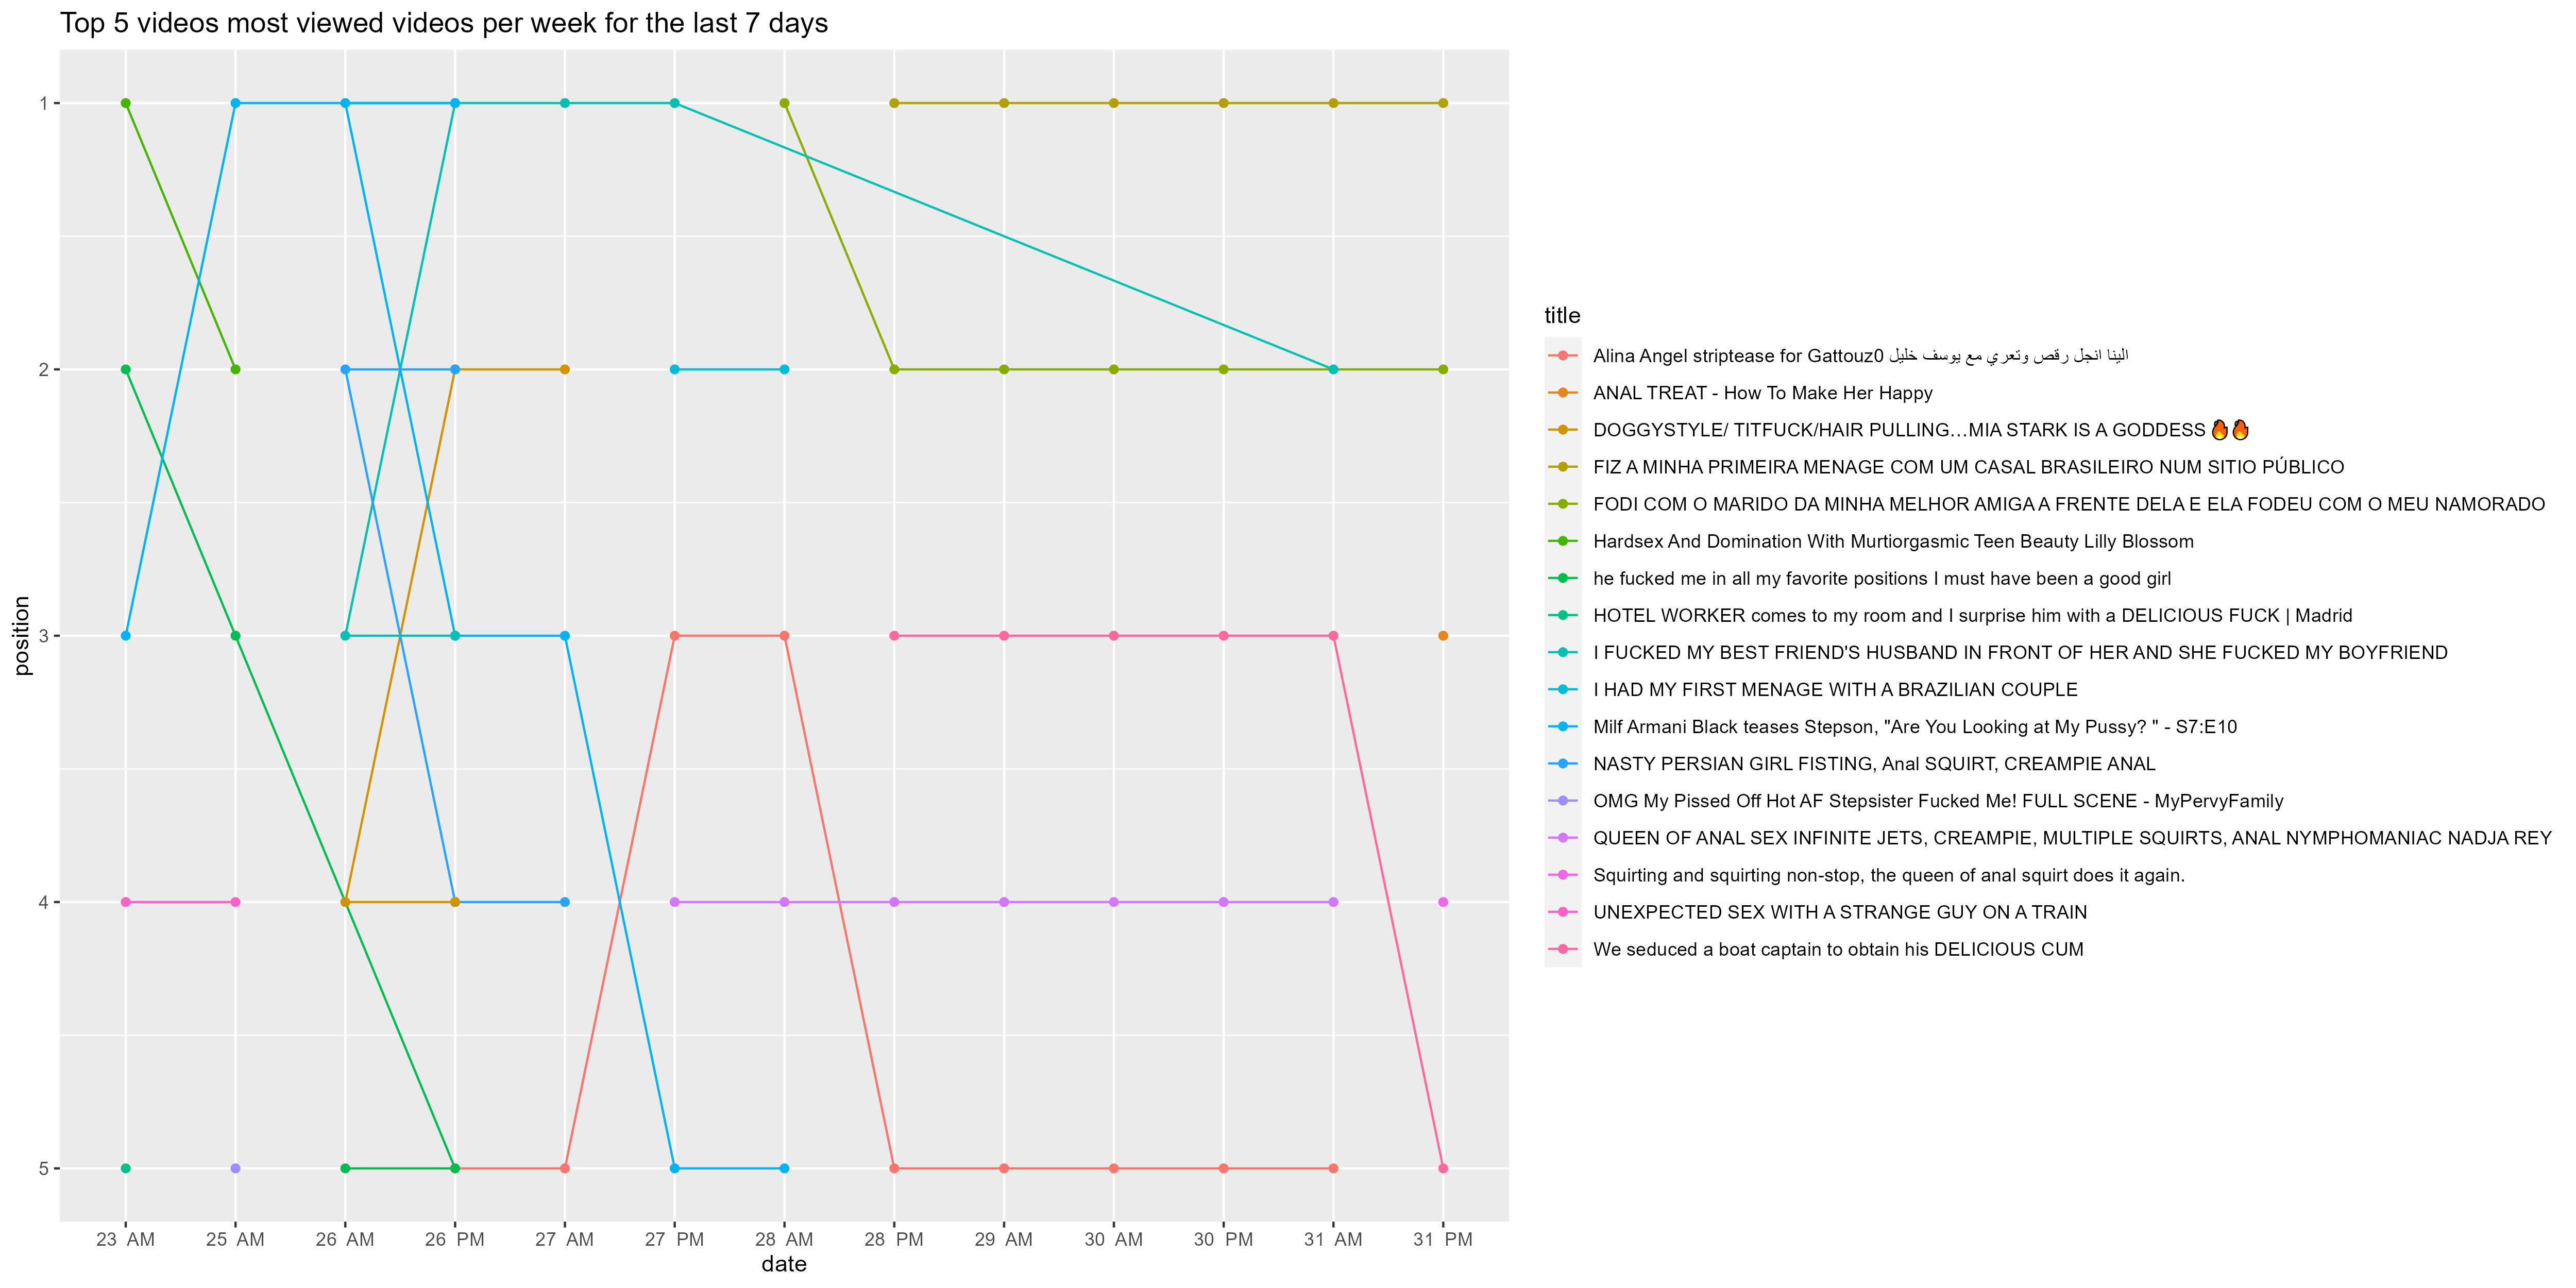 Top 5 videos most viewed videos per week for the last 7 days
position
1
2
3
4
5
23 AM
25 AM
26 AM
26 PM
27 AM
27 PM
28 AM
28 PM
29 AM
30 AM
30 PM
31 AM
31 PM
date
title
Alina Angel striptease for Gattouz0 الينا انجل رقص وتعري مع يوسف خليل
ANAL TREAT - How To Make Her Happy
DOGGYSTYLE/ TITFUCK/HAIR PULLING…MIA STARK IS A GODDESS 🔥🔥
FIZ A MINHA PRIMEIRA MENAGE COM UM CASAL BRASILEIRO NUM SITIO PÚBLICO
FODI COM O MARIDO DA MINHA MELHOR AMIGA A FRENTE DELA E ELA FODEU COM O MEU NAMORADO
Hardsex And Domination With Murtiorgasmic Teen Beauty Lilly Blossom
he fucked me in all my favorite positions I must have been a good girl
HOTEL WORKER comes to my room and I surprise him with a DELICIOUS FUCK | Madrid
I FUCKED MY BEST FRIEND'S HUSBAND IN FRONT OF HER AND SHE FUCKED MY BOYFRIEND
I HAD MY FIRST MENAGE WITH A BRAZILIAN COUPLE
Milf Armani Black teases Stepson, "Are You Looking at My Pussy? " - S7:E10
NASTY PERSIAN GIRL FISTING, Anal SQUIRT, CREAMPIE ANAL
OMG My Pissed Off Hot AF Stepsister Fucked Me! FULL SCENE - MyPervyFamily
QUEEN OF ANAL SEX INFINITE JETS, CREAMPIE, MULTIPLE SQUIRTS, ANAL NYMPHOMANIAC NADJA REY
Squirting and squirting non-stop, the queen of anal squirt does it again.
UNEXPECTED SEX WITH A STRANGE GUY ON A TRAIN
We seduced a boat captain to obtain his DELICIOUS CUM